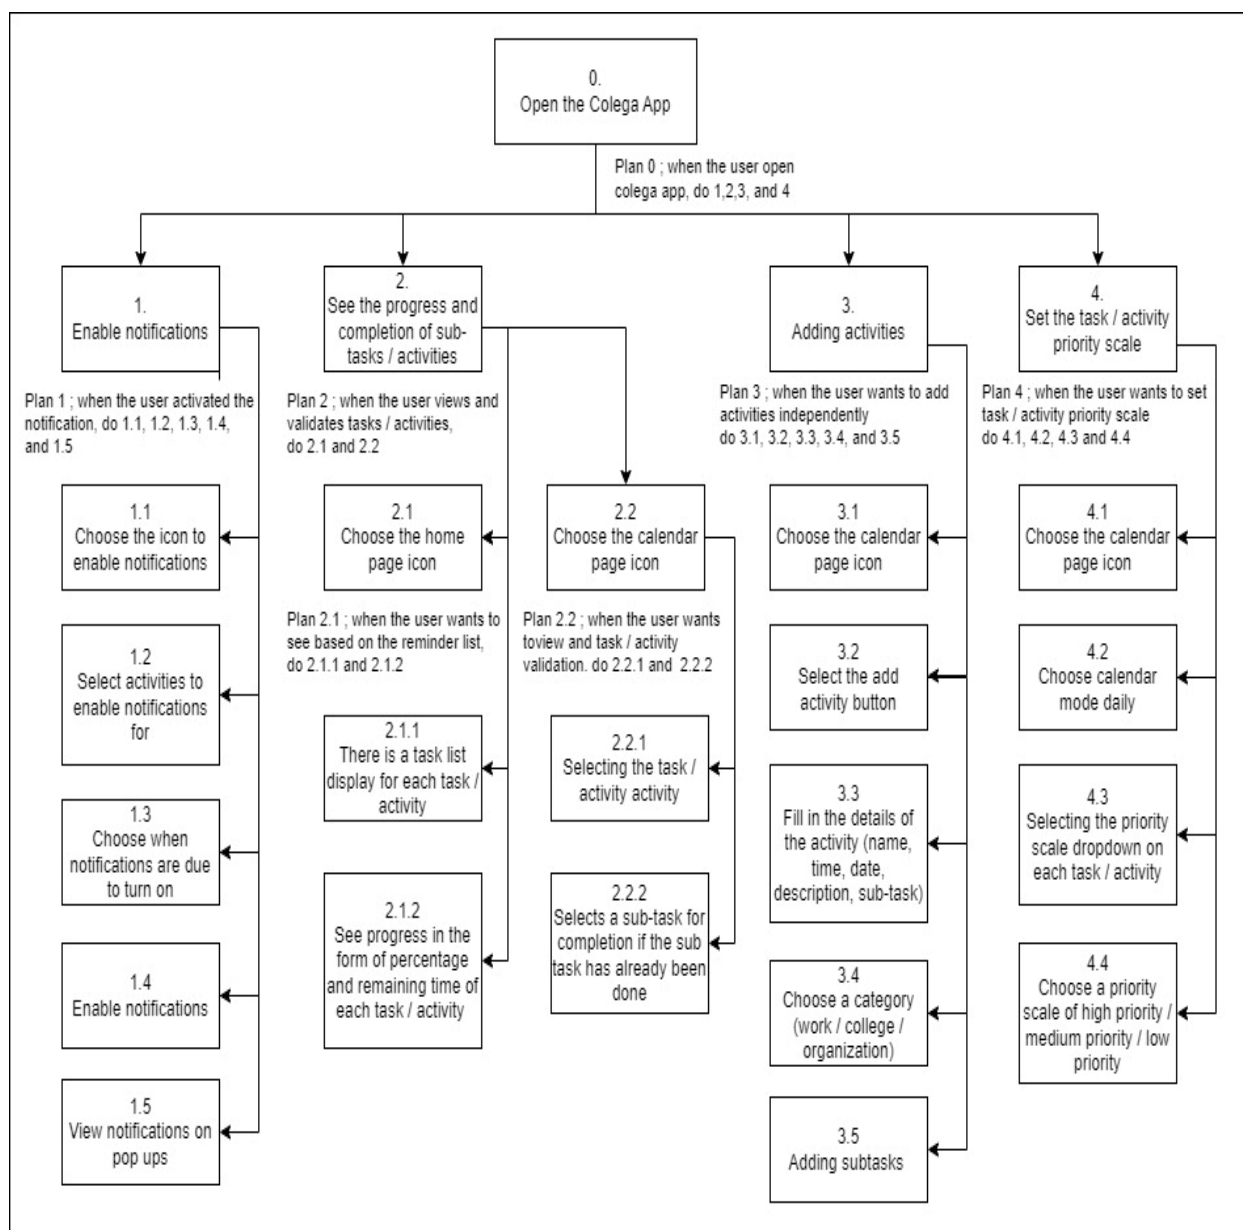 0.
Open the Colega App
Plan 0 ; when the user open
colega app, do 1,2,3, and 4
1.
Enable notifications
Plan 1 ; when the user activated the
notification, do 1.1, 1.2, 1.3, 1.4,
and 1.5
1.1
Choose the icon to
enable notifications
1.2
Select activities to
enable notifications
for
1.3
Choose when
notifications are due
to turn on
1.4
Enable notifications
1.5
View notifications on
pop ups
2.
See the progress and
completion of sub-
tasks / activities
Plan 2 ; when the user views and
validates tasks / activities,
do 2.1 and 2.2
2.1
Choose the home
page icon
Plan 2.1 ; when the user wants to
see based on the reminder list,
do 2.1.1 and 2.1.2
2.1.1
There is a task list
display for each task /
activity
2.1.2
See progress in the
form of percentage
and remaining time of
each task / activity
2.2
Choose the calendar
page icon
Plan 2.2 ; when the user wants
toview and task / activity
validation. do 2.2.1 and 2.2.2
2.2.1
Selecting the task /
activity activity
2.2.2
Selects a sub-task for
completion if the sub
task has already been
done
3.
Adding activities
Plan 3 ; when the user wants to add
activities independently
do 3.1, 3.2, 3.3, 3.4, and 3.5
3.1
Choose the calendar
page icon
3.2
Select the add
activity button
3.3
Fill in the details of
the activity (name,
time, date,
description, sub-task)
3.4
Choose a category
(work / college /
organization)
3.5
Adding subtasks
4.
Set the task / activity
priority scale
Plan 4 ; when the user wants to set
task / activity priority scale
do 4.1, 4.2, 4.3 and 4.4
4.1
Choose the calendar
page icon
4.2
Choose calendar
mode daily
4.3
Selecting the priority
scale dropdown on
each task / activity
4.4
Choose a priority
scale of high priority /
medium priority / low
priority